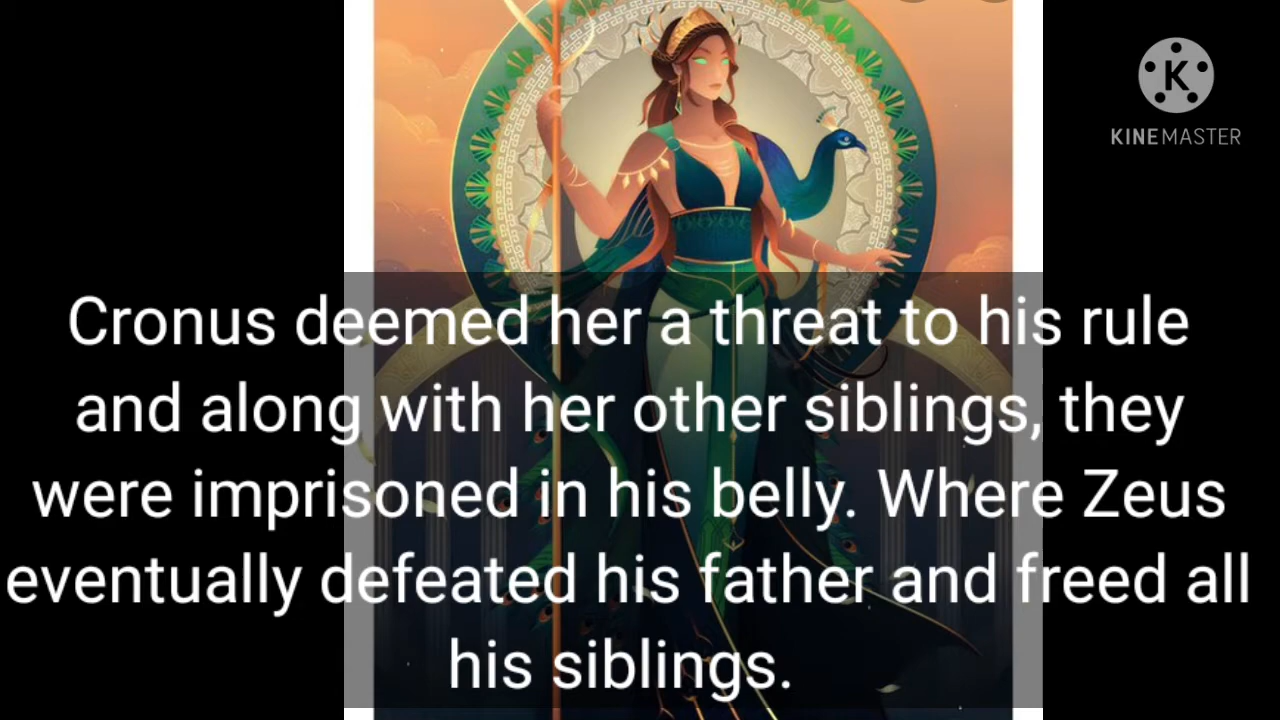 KINEMASTER
Cronus deemed her a threat to his rule
and along with her other siblings, they
were imprisoned in his belly. Where Zeus
eventually defeated his father and freed all
his siblings.